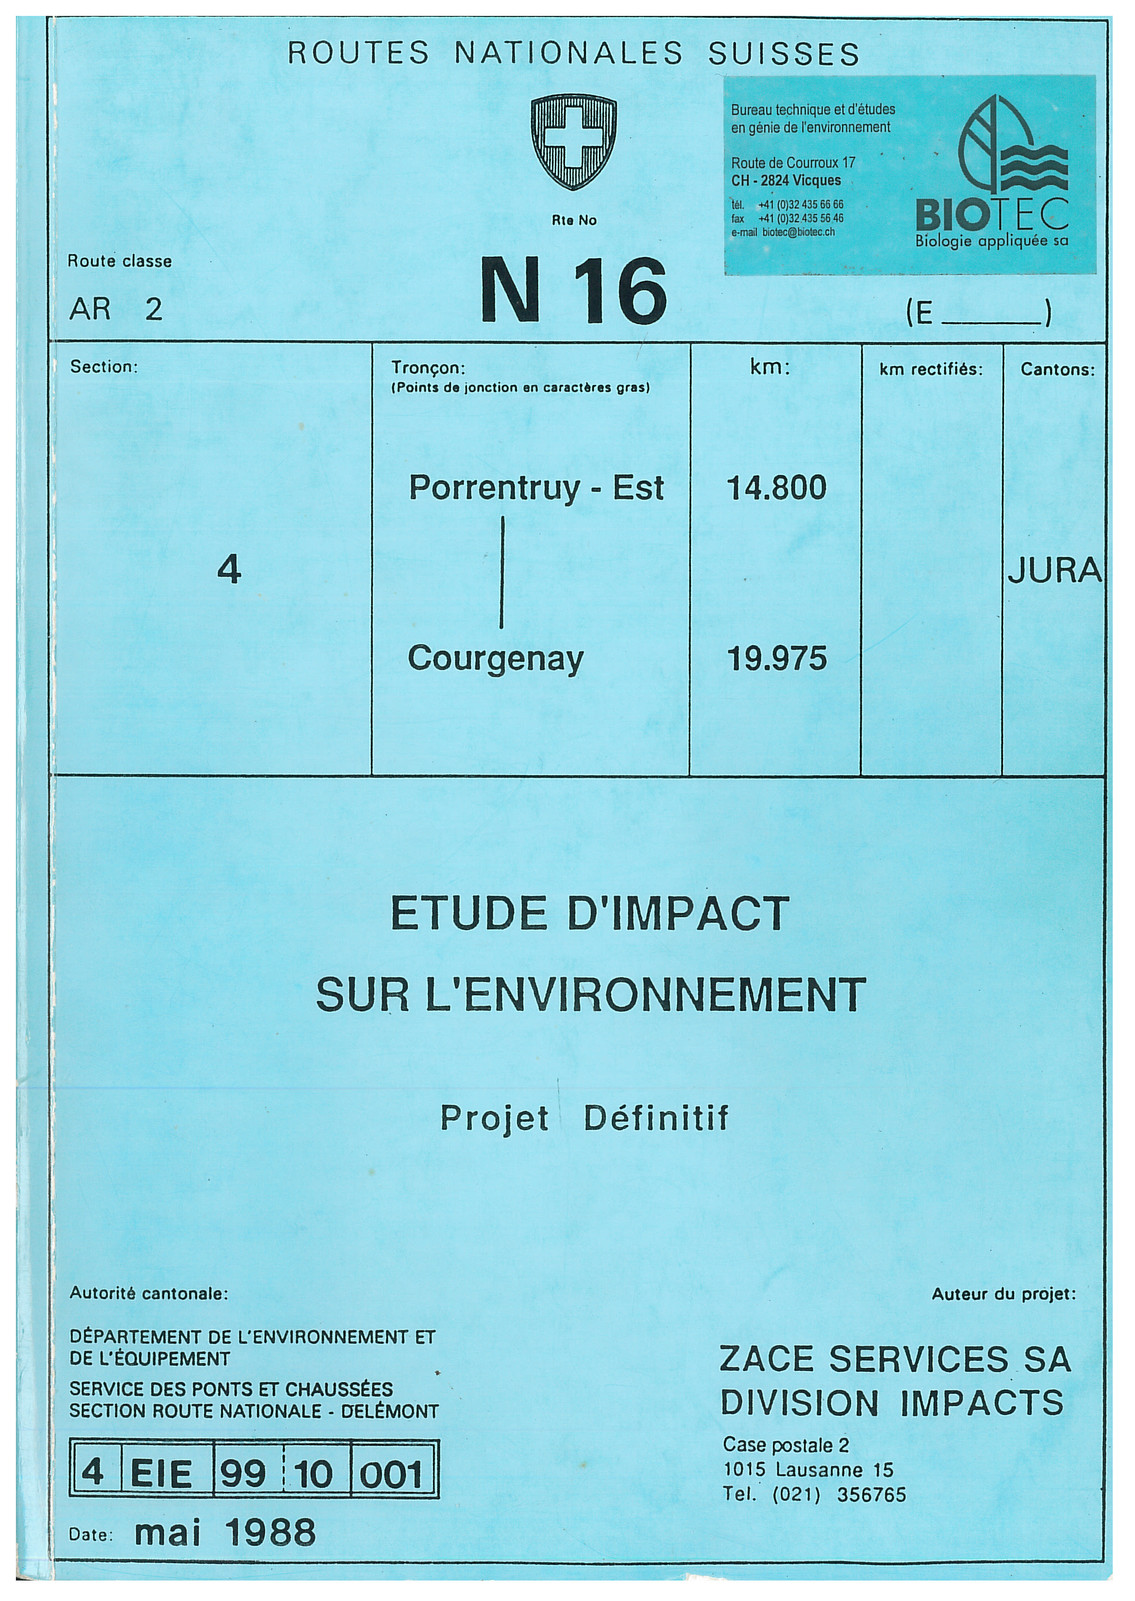 ROUTES NATIONALES SUISSES
Bureau technique et d'études
en génie de l'environnement
Route de Courroux 17
CH - 2824 Vicques
tél. +41 (0)32 435 66 66
fax +41 (0)32 435 56 46
e-mail biotec@biotec.ch
BIOTEC
Biologie appliquée sa
Rte No
Route classe
AR 2
N 16
(E ______)
Section:
Tronçon:
(Points de jonction en caractères gras)
km:
km rectifiés:
Cantons:
Porrentruy - Est
14.800
4
JURA
Courgenay
19.975
ETUDE D'IMPACT
SUR L'ENVIRONNEMENT
Projet Définitif
Autorité cantonale:
DÉPARTEMENT DE L'ENVIRONNEMENT ET
DE L'ÉQUIPEMENT
SERVICE DES PONTS ET CHAUSSÉES
SECTION ROUTE NATIONALE - DELÉMONT
4 EIE 99 10 001
Date: mai 1988
Auteur du projet:
ZACE SERVICES SA
DIVISION IMPACTS
Case postale 2
1015 Lausanne 15
Tel. (021) 356765